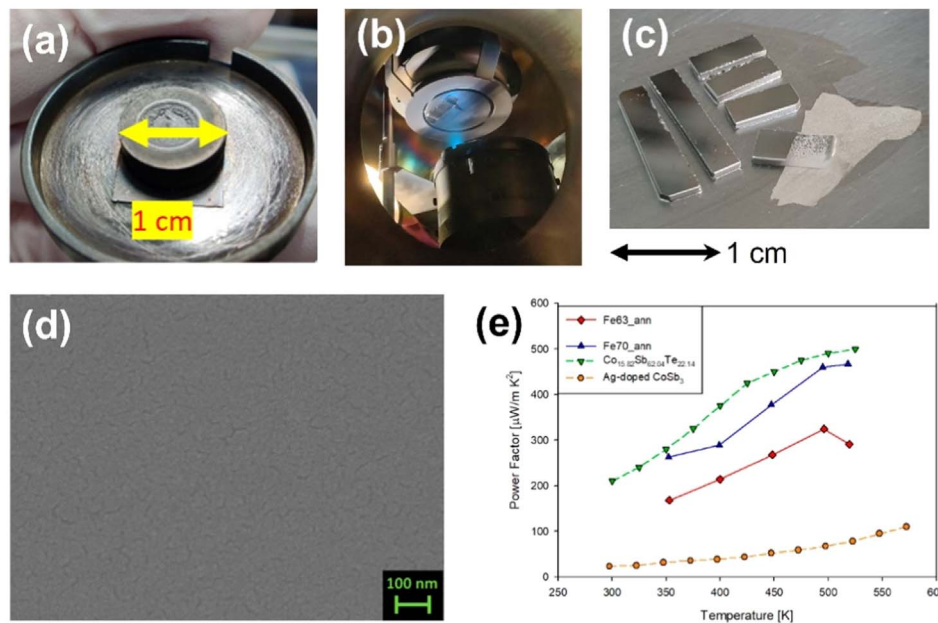 (a)
1 cm
(b)
(c)
1 cm
(d)
100 nm
(e)
600
500
400
300
200
100
0
Power Factor [μW/m K²]
Fe63_ann
Fe70_ann
Co₁₅.₈₂Sb₆₂.₀₄Te₂₂.₁₄
Ag-doped CoSb₃
250 300 350 400 450 500 550 60
Temperature [K]